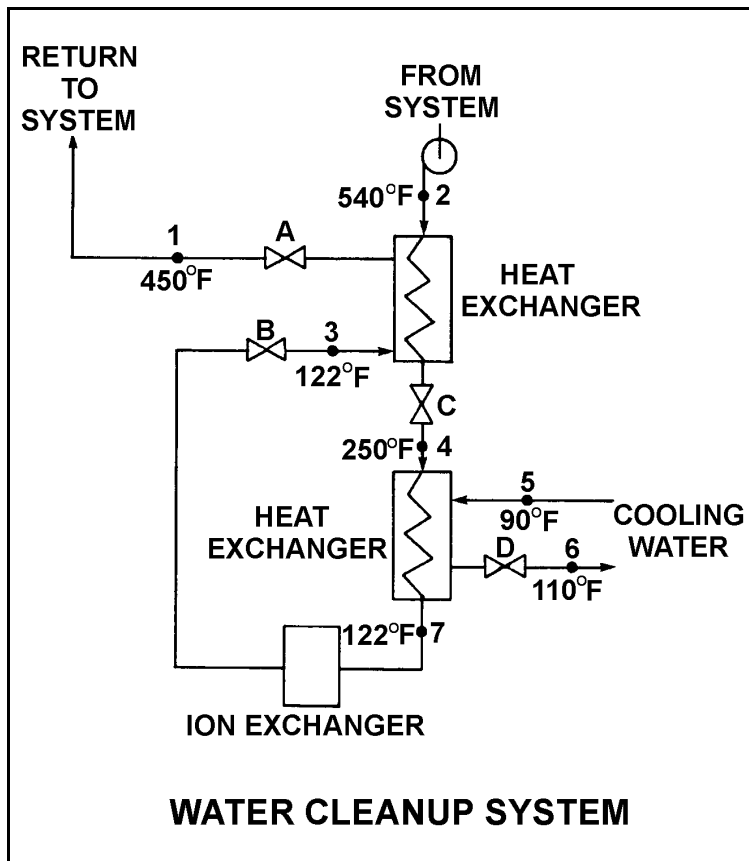 RETURN
TO
SYSTEM
FROM
SYSTEM
540°F 2
1
A
450°F
HEAT
EXCHANGER
B
3
122°F
C
250°F 4
HEAT
EXCHANGER
5
90°F
COOLING
WATER
D
6
110°F
122°F 7
ION EXCHANGER
WATER CLEANUP SYSTEM